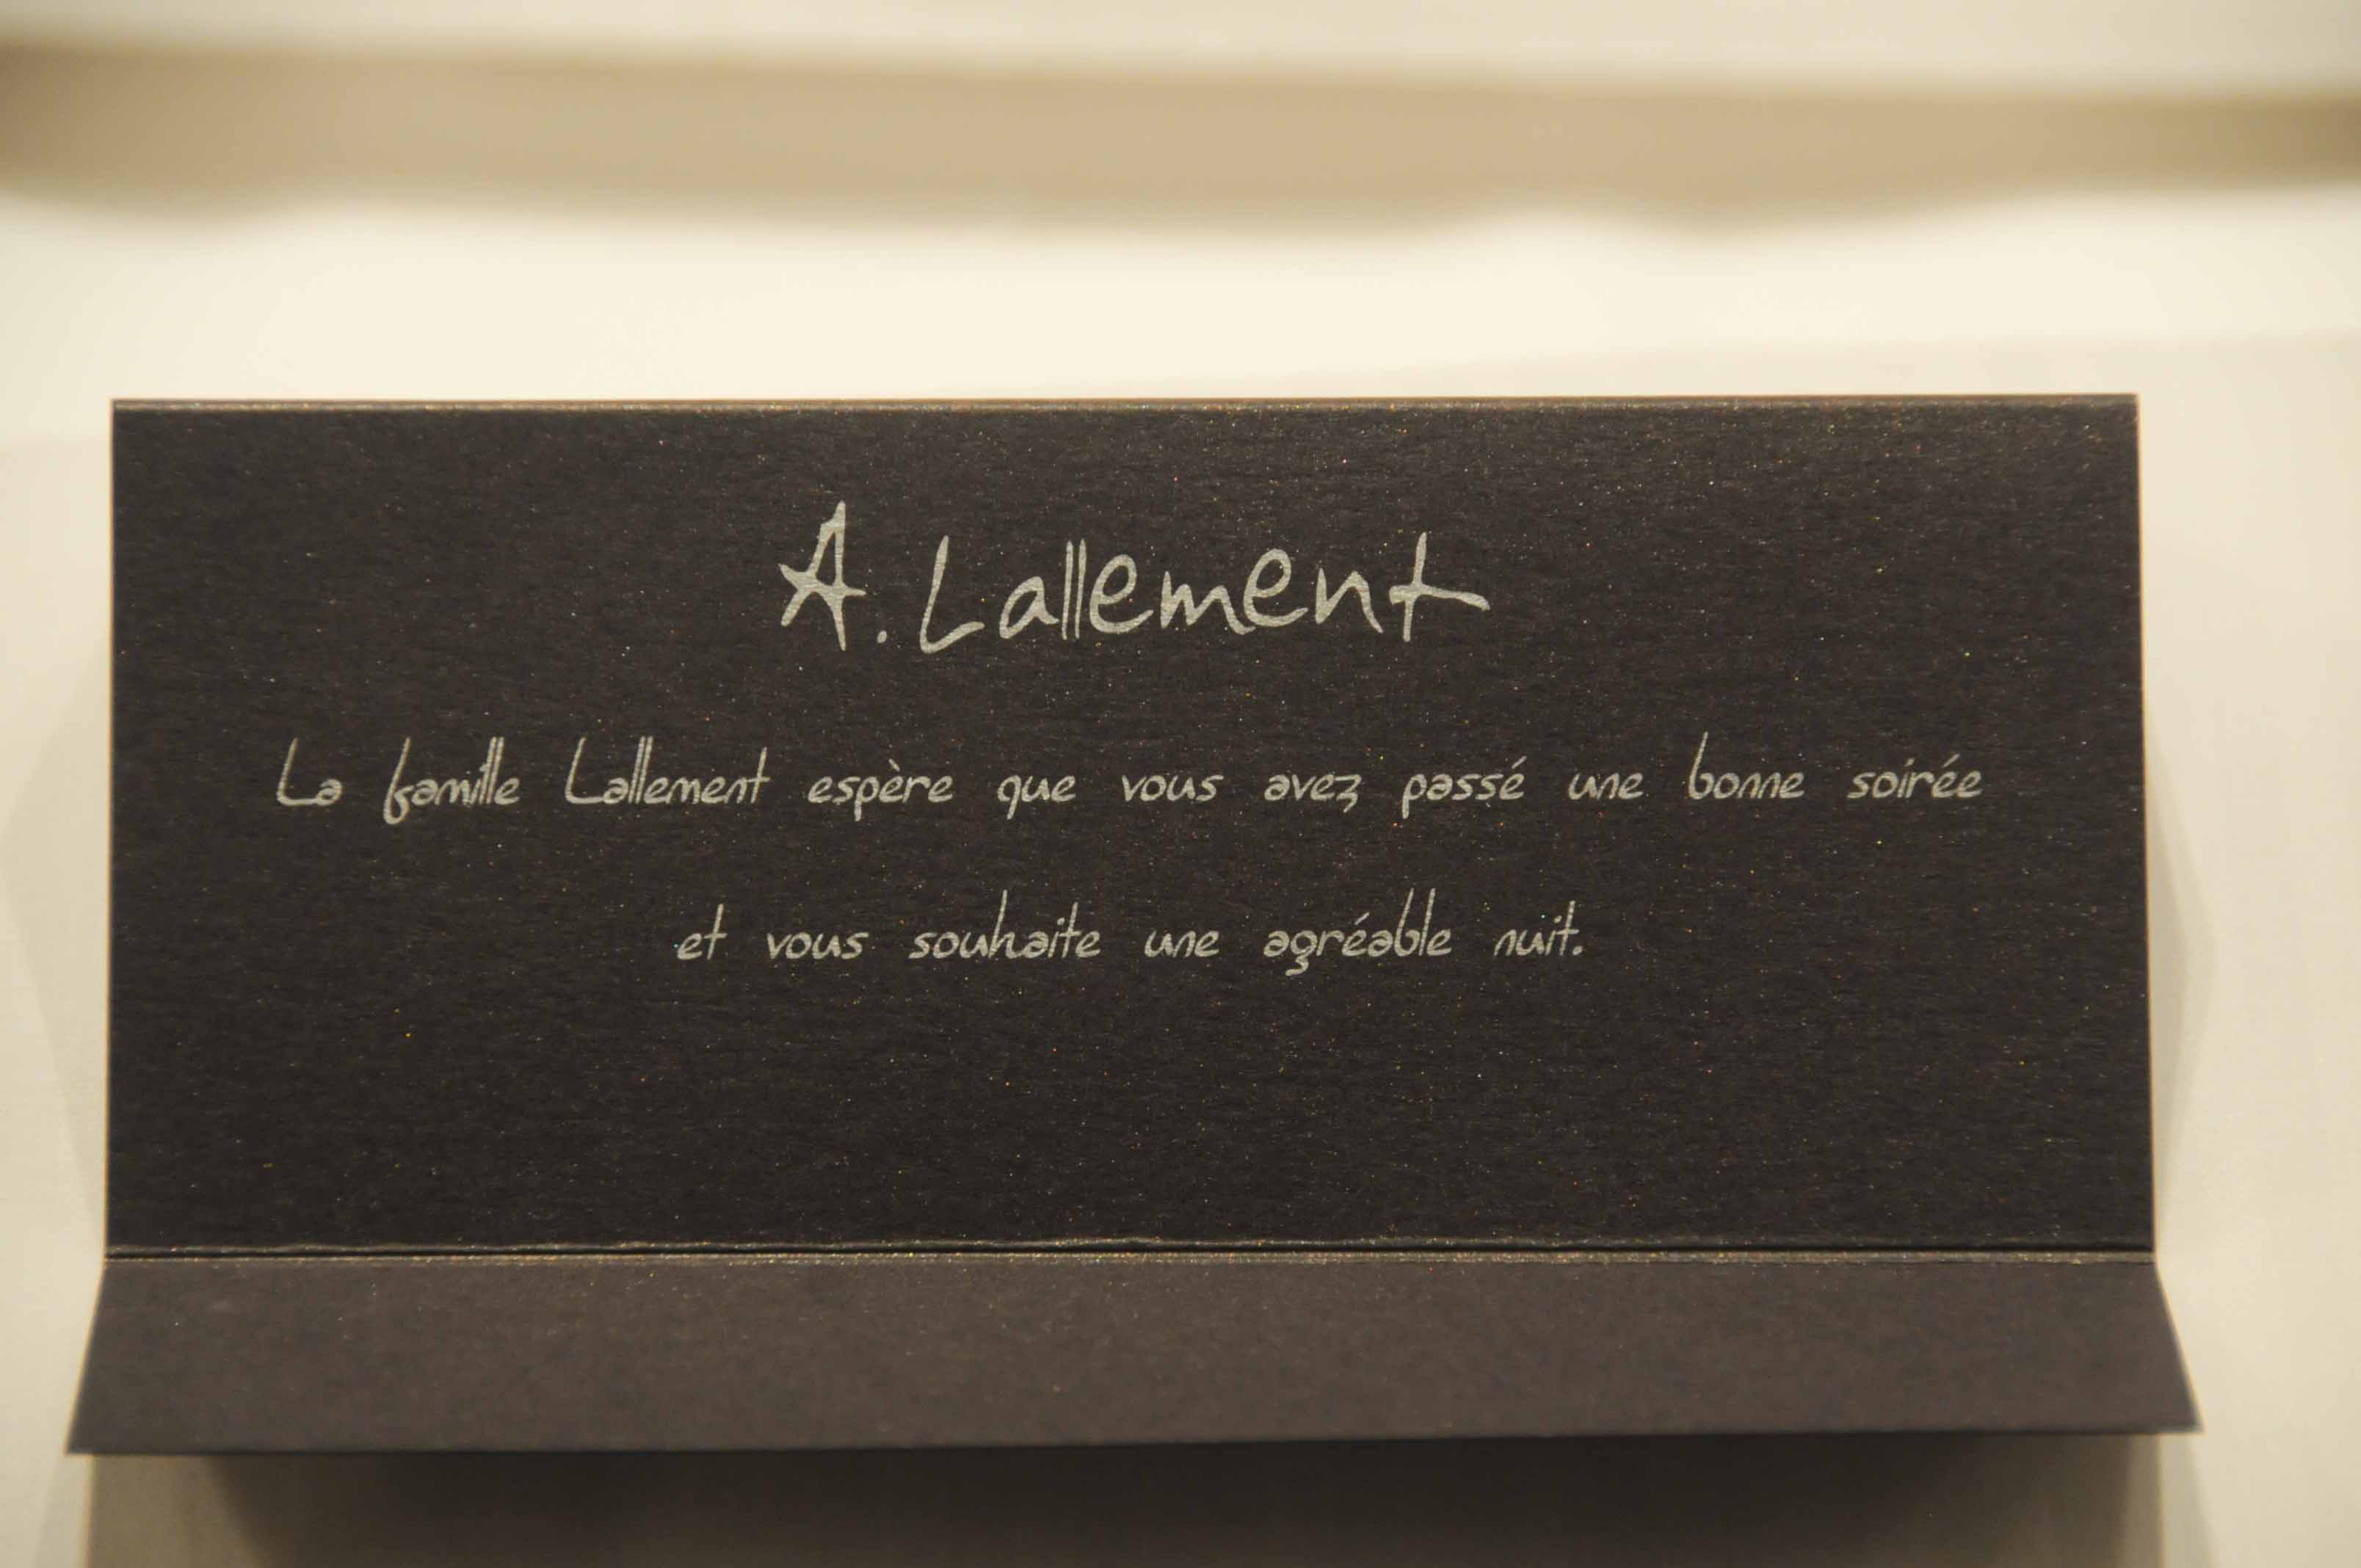 A. Lallement
La famille Lallement espère que vous avez passé une bonne soirée
et vous souhaite une agréable nuit.